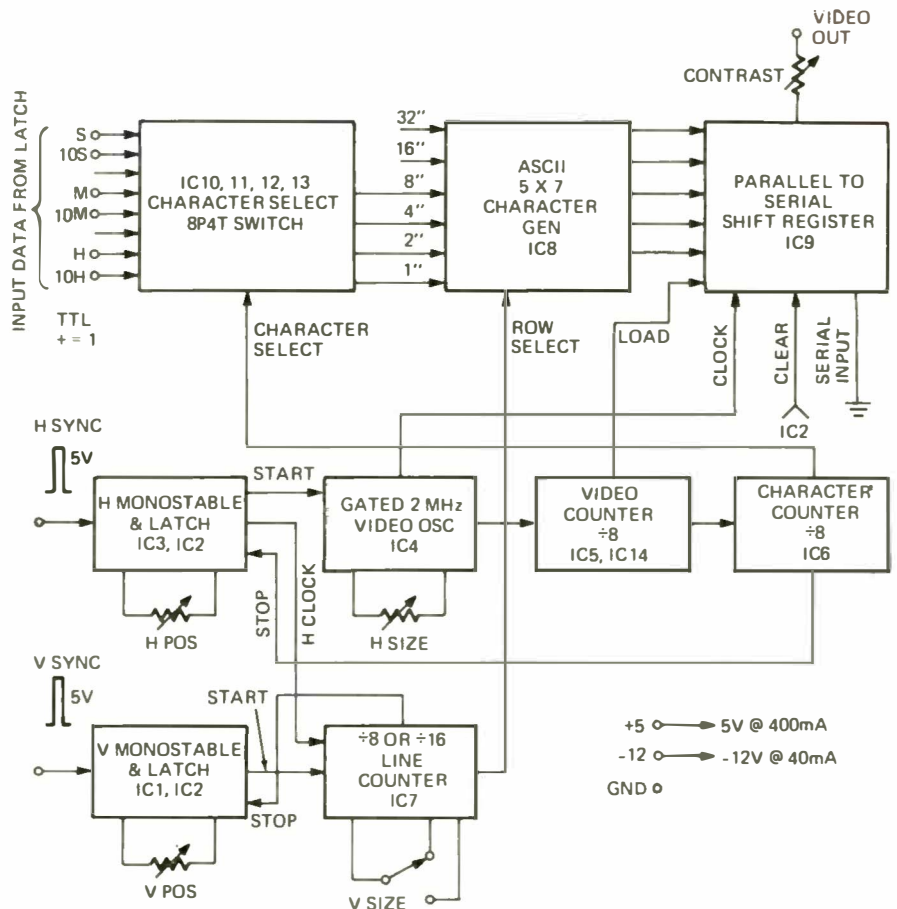 VIDEO
OUT
CONTRAST
INPUT DATA FROM LATCH
S
10S
M
10M
H
10H
TTL
+ = 1
IC10, 11, 12, 13
CHARACTER SELECT
8P4T SWITCH
32"
16"
8"
4"
2"
1"
ASCII
5 X 7
CHARACTER
GEN
IC8
PARALLEL TO
SERIAL
SHIFT REGISTER
IC9
CHARACTER
SELECT
ROW
SELECT
LOAD
CLOCK
CLEAR
SERIAL
INPUT
IC2
H SYNC
5V
H MONOSTABLE
& LATCH
IC3, IC2
START
STOP
H CLOCK
H POS
GATED 2 MHz
VIDEO OSC
IC4
H SIZE
VIDEO
COUNTER
÷8
IC5, IC14
CHARACTER
COUNTER
÷8
IC6
V SYNC
5V
V MONOSTABLE
& LATCH
IC1, IC2
START
STOP
V POS
÷8 OR ÷16
LINE
COUNTER
IC7
V SIZE
+5 5V @ 400mA
-12 -12V @ 40mA
GND